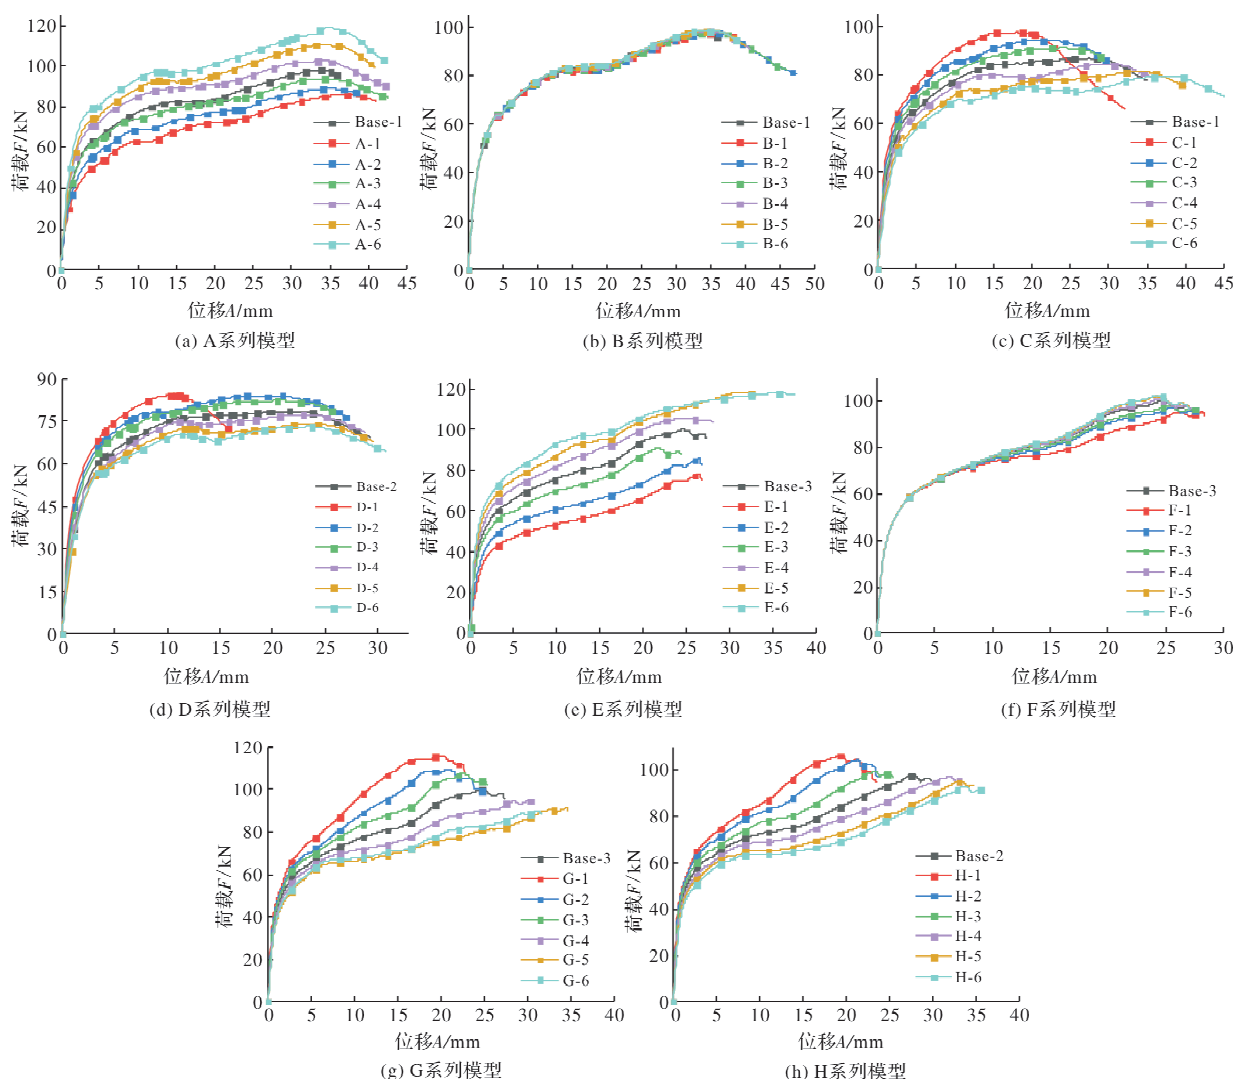 120
100
80
60
40
20
0
荷载F/kN
Base-1
A-1
A-2
A-3
A-4
A-5
A-6
0 5 10 15 20 25 30 35 40 45
位移A/mm
(a) A系列模型
100
80
60
40
20
0
荷载F/kN
Base-1
B-1
B-2
B-3
B-4
B-5
B-6
0 5 10 15 20 25 30 35 40 45 50
位移A/mm
(b) B系列模型
100
80
60
40
20
0
荷载F/kN
Base-1
C-1
C-2
C-3
C-4
C-5
C-6
0 5 10 15 20 25 30 35 40 45
位移A/mm
(c) C系列模型
90
75
60
45
30
15
0
荷载F/kN
Base-2
D-1
D-2
D-3
D-4
D-5
D-6
0 5 10 15 20 25 30
位移A/mm
(d) D系列模型
120
100
80
60
40
20
0
荷载F/kN
Base-3
E-1
E-2
E-3
E-4
E-5
E-6
0 5 10 15 20 25 30 35 40
位移A/mm
(e) E系列模型
100
80
60
40
20
0
荷载F/kN
Base-3
F-1
F-2
F-3
F-4
F-5
F-6
0 5 10 15 20 25 30
位移A/mm
(f) F系列模型
120
100
80
60
40
20
0
荷载F/kN
Base-3
G-1
G-2
G-3
G-4
G-5
G-6
0 5 10 15 20 25 30 35 40
位移A/mm
(g) G系列模型
100
80
60
40
20
0
荷载F/kN
Base-2
H-1
H-2
H-3
H-4
H-5
H-6
0 5 10 15 20 25 30 35 40
位移A/mm
(h) H系列模型